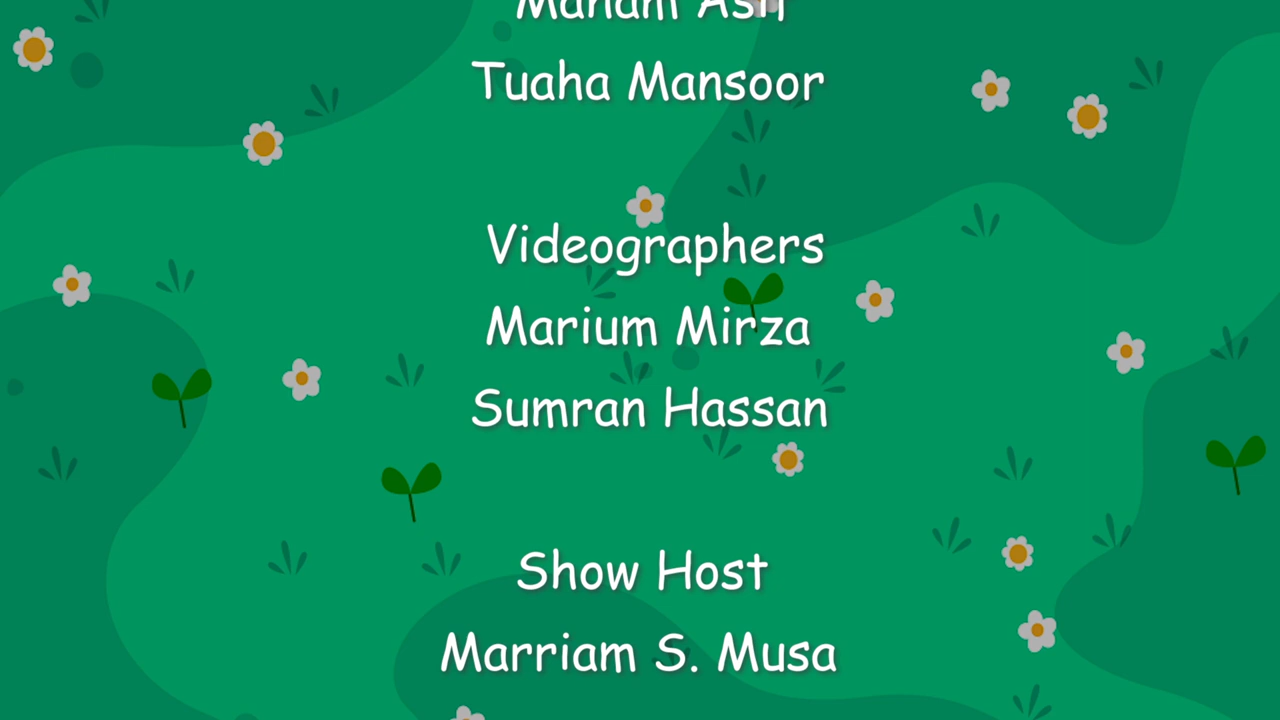 Tuaha Mansoor
Videographers
Marium Mirza
Sumran Hassan
Show Host
Marriam S. Musa